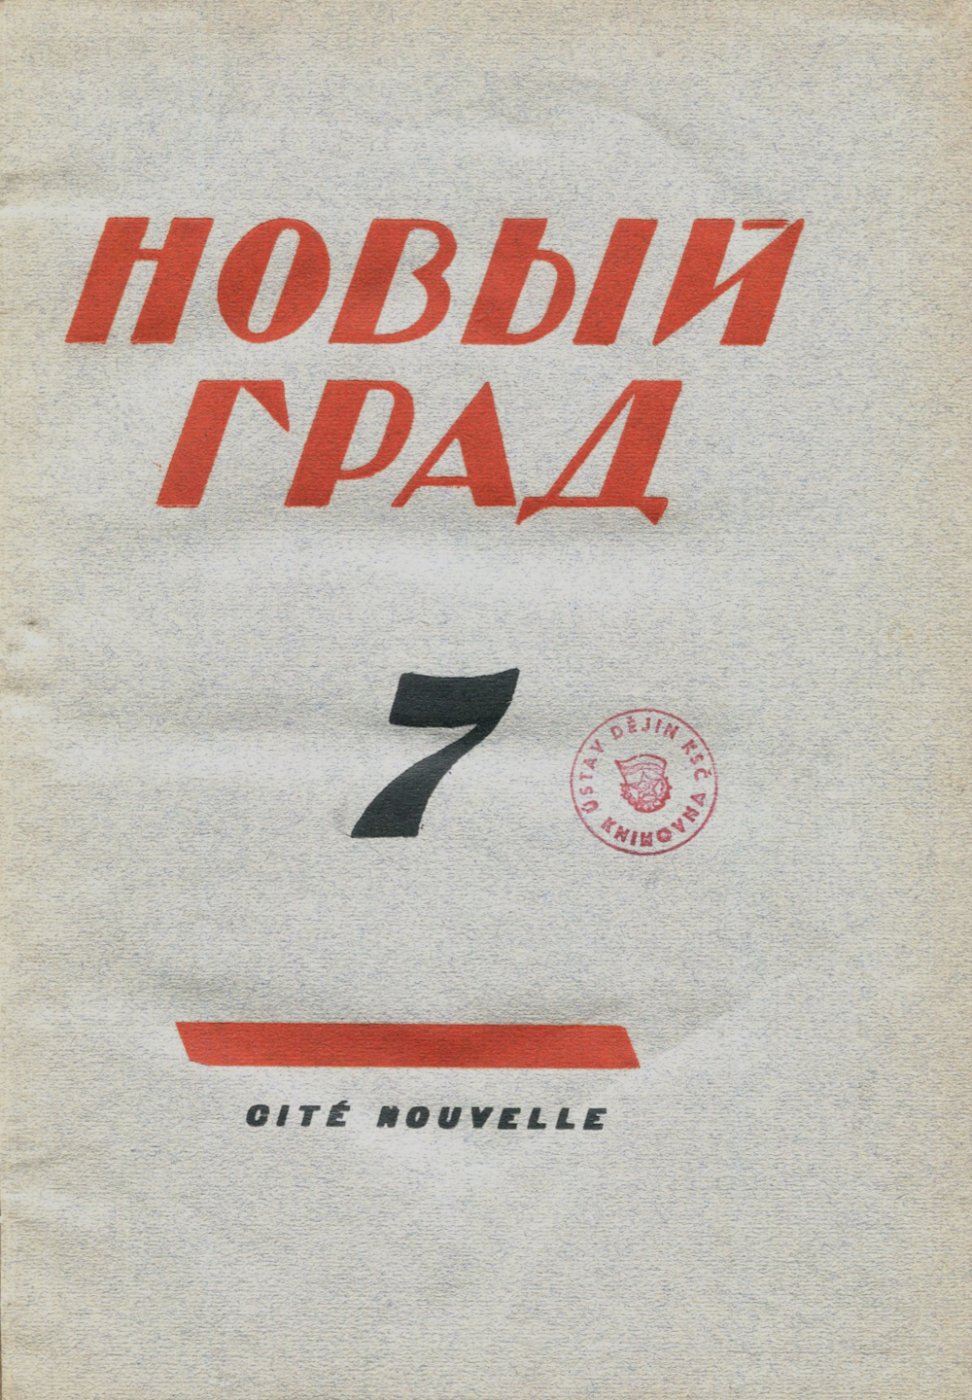 НОВЫЙ
ГРАД
7
ÚSTAV DĚJIN KSČ
KNIHOVNA
CITÉ NOUVELLE